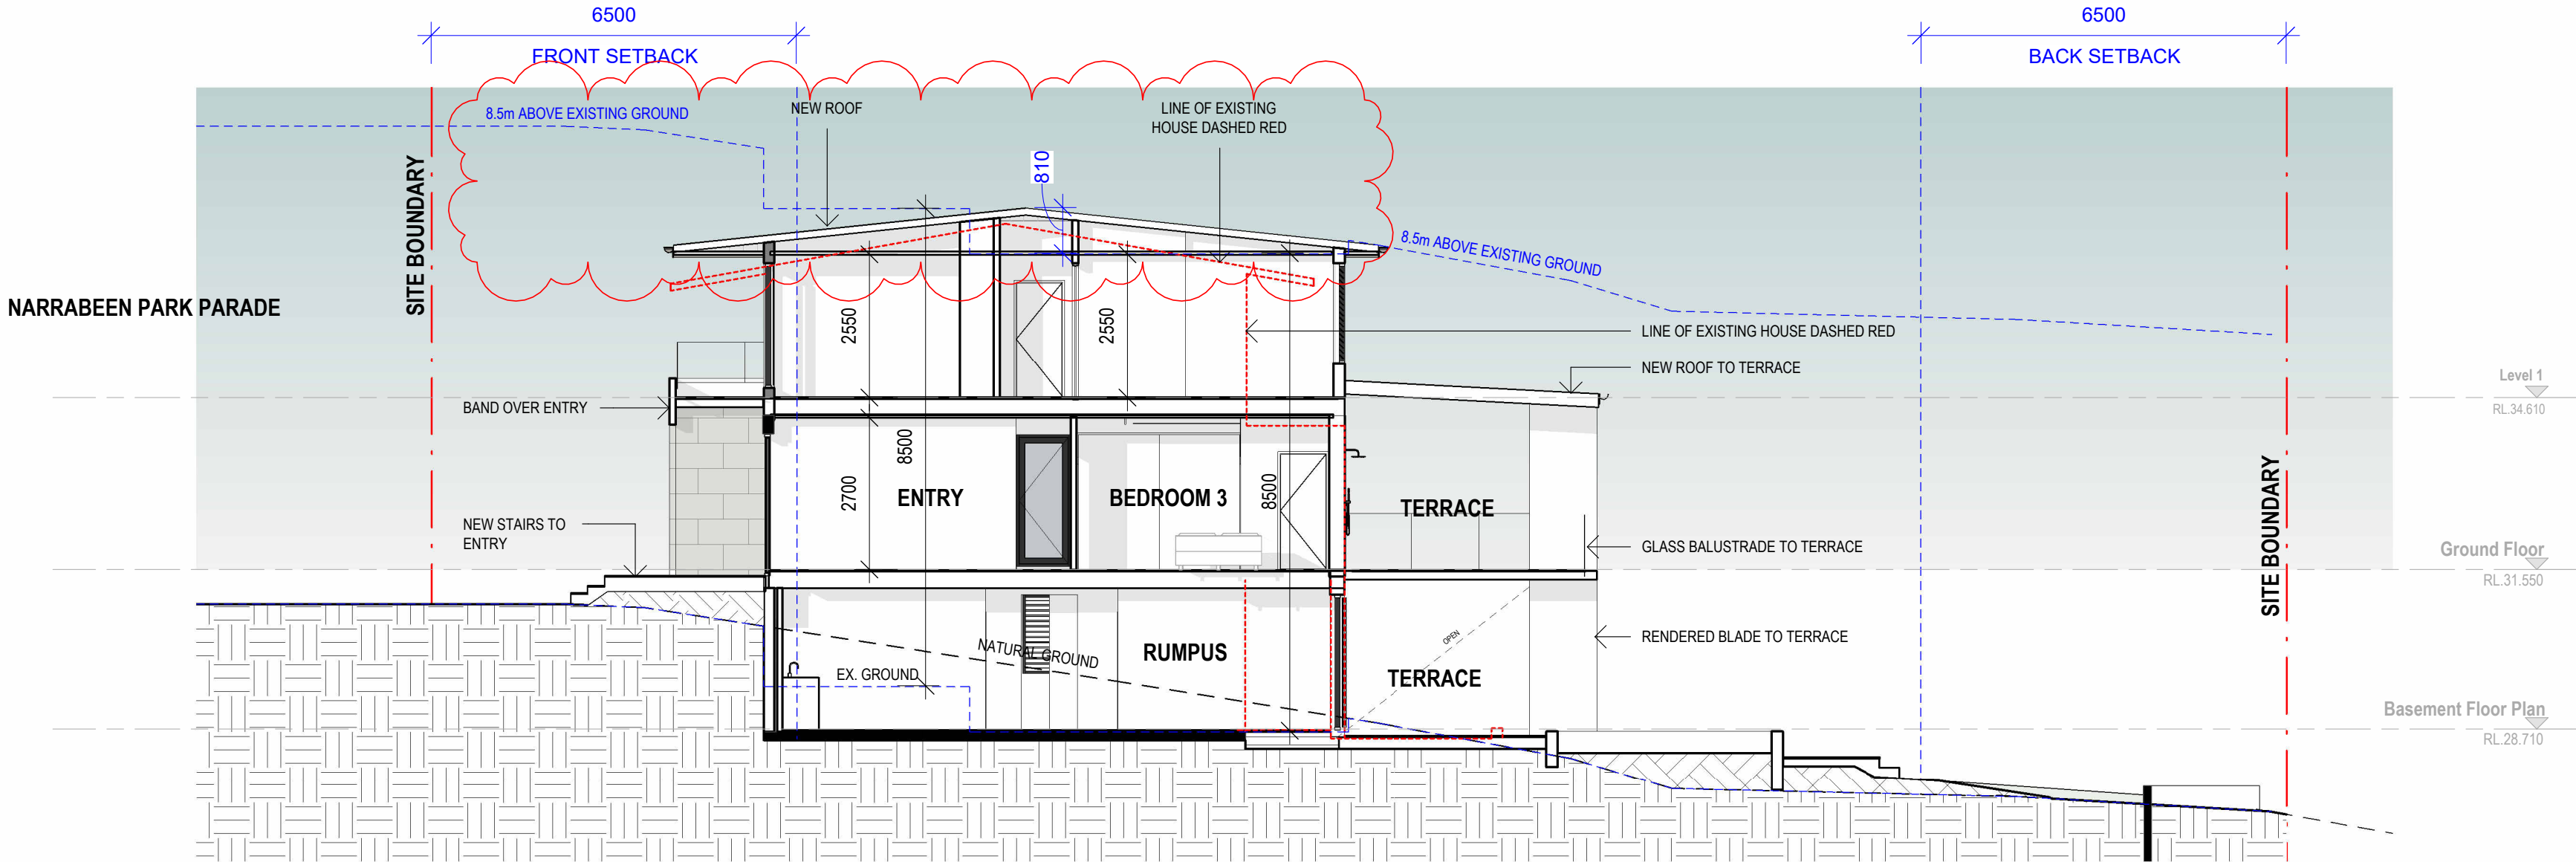 6500
FRONT SETBACK
6500
BACK SETBACK
8.5m ABOVE EXISTING GROUND
NEW ROOF
LINE OF EXISTING
HOUSE DASHED RED
810
SITE BOUNDARY
NARRABEEN PARK PARADE
8.5m ABOVE EXISTING GROUND
2550
2550
LINE OF EXISTING HOUSE DASHED RED
NEW ROOF TO TERRACE
Level 1
RL.34.610
BAND OVER ENTRY
8500
2700
ENTRY
BEDROOM 3
8500
TERRACE
NEW STAIRS TO
ENTRY
GLASS BALUSTRADE TO TERRACE
SITE BOUNDARY
Ground Floor
RL.31.550
NATURAL GROUND
RUMPUS
OPEN
RENDERED BLADE TO TERRACE
EX. GROUND
TERRACE
Basement Floor Plan
RL.28.710